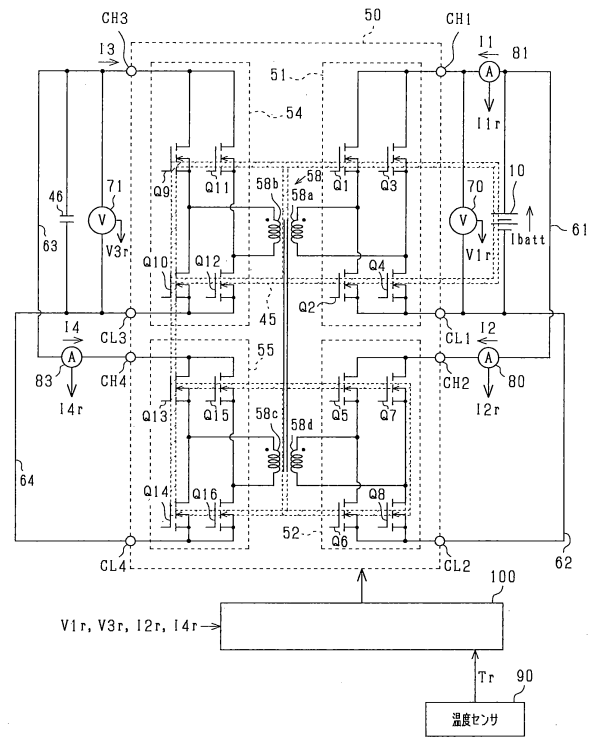 50
CH3
I3
CH1
I1
81
A
I1r
51
54
10
46
71
V
V3r
Q9
Q11
58b
58
58a
Q1
Q3
70
V
V1r
Ibatt
61
63
Q10
Q12
45
Q2
Q4
CL3
I4
CH4
CL1
I2
CH2
A
83
I4r
A
80
I2r
55
Q13
Q15
58c
58d
Q5
Q7
64
Q14
Q16
Q6
Q8
52
CL4
CL2
62
100
V1r, V3r, I2r, I4r
Tr
90
温度センサ